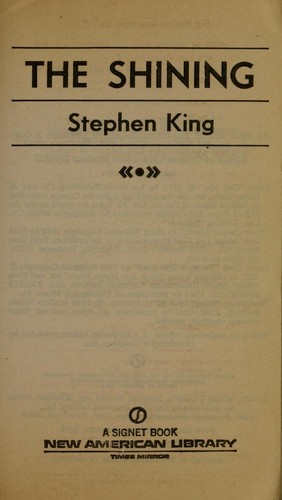 THE SHINING
Stephen King
«•»
A SIGNET BOOK
NEW AMERICAN LIBRARY
TIMES MIRROR